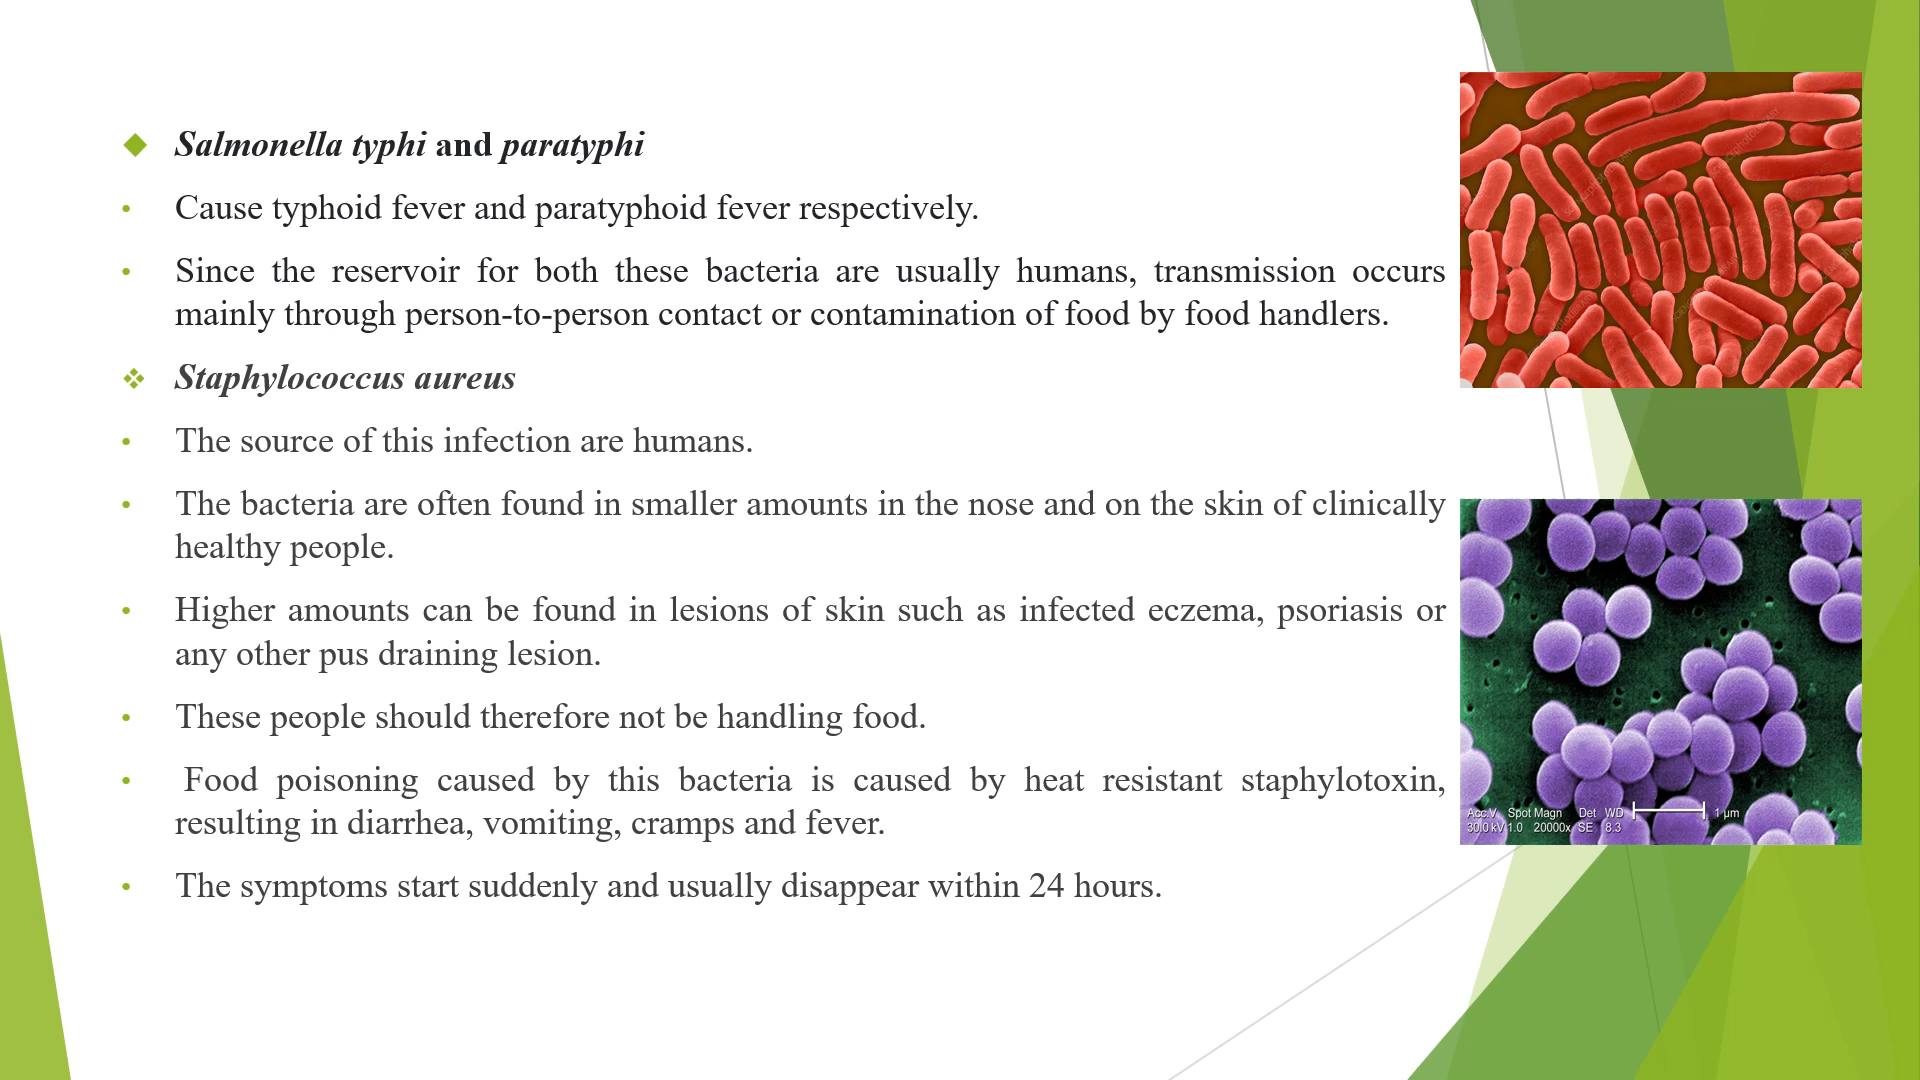 Salmonella typhi and paratyphi
Cause typhoid fever and paratyphoid fever respectively.
Since the reservoir for both these bacteria are usually humans, transmission occurs
mainly through person-to-person contact or contamination of food by food handlers.
Staphylococcus aureus
The source of this infection are humans.
The bacteria are often found in smaller amounts in the nose and on the skin of clinically
healthy people.
Higher amounts can be found in lesions of skin such as infected eczema, psoriasis or
any other pus draining lesion.
These people should therefore not be handling food.
Food poisoning caused by this bacteria is caused by heat resistant staphylotoxin,
resulting in diarrhea, vomiting, cramps and fever.
The symptoms start suddenly and usually disappear within 24 hours.
Acc.V Spot Magn Det WD 1 µm
30.0 kV 1.0 20000x SE 8.3